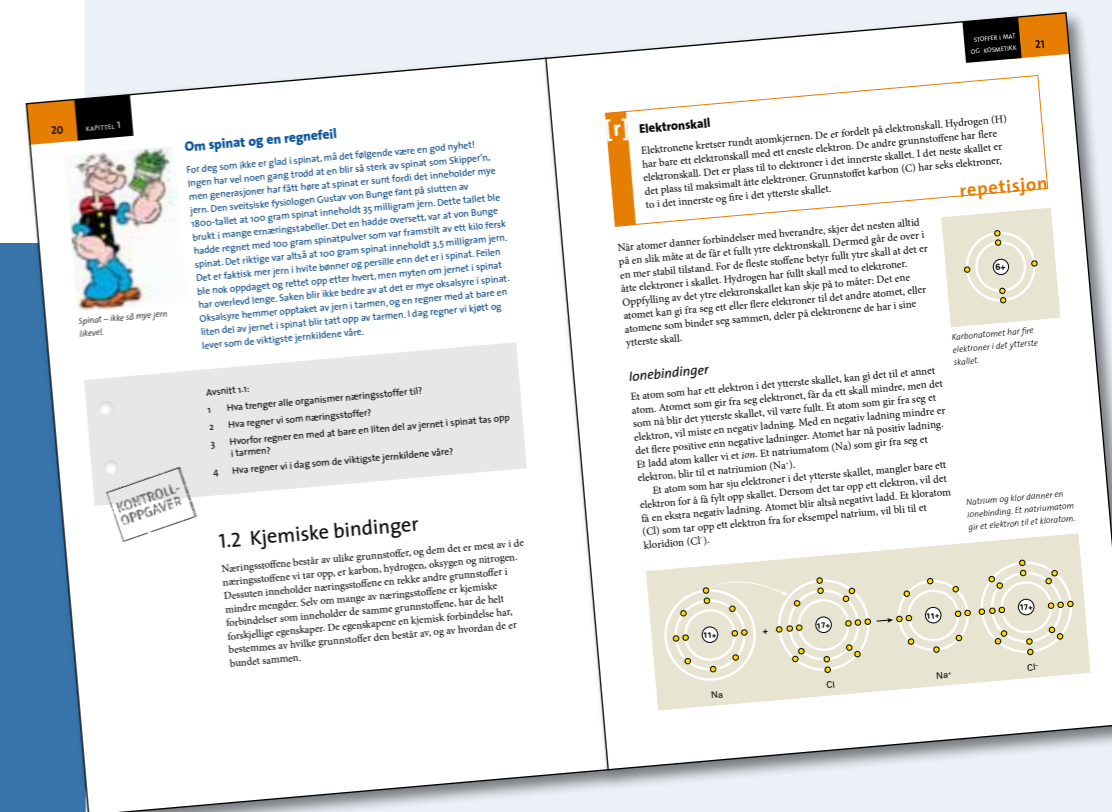 20
KAPITTEL 1
Om spinat og en regnefeil
For deg som ikke er glad i spinat, må det følgende være en god nyhet!
Ingen har vel noen gang trodd at en blir så sterk av spinat som Skipper'n,
men generasjoner har fått høre at spinat er sunt fordi det inneholder mye
jern. Den sveitsiske fysiologen Gustav von Bunge fant på slutten av
1800-tallet at 100 gram spinat inneholdt 35 milligram jern. Dette tallet ble
brukt i mange ernæringstabeller. Det en hadde oversett, var at von Bunge
hadde regnet med 100 gram spinatpulver som var framstilt av ett kilo fersk
spinat. Det riktige var altså at 100 gram spinat inneholdt 3,5 milligram jern.
Det er faktisk mer jern i hvite bønner og persille enn det er i spinat. Feilen
ble nok oppdaget og rettet opp etter hvert, men myten om jernet i spinat
har overlevd lenge. Saken blir ikke bedre av at det er mye oksalsyre i spinat.
Oksalsyre hemmer opptaket av jern i tarmen, og en regner med at bare en
liten del av jernet i spinat blir tatt opp av tarmen. I dag regner vi kjøtt og
lever som de viktigste jernkildene våre.
Spinat – ikke så mye jern
likevel.
Avsnitt 1.1:
1 Hva trenger alle organismer næringsstoffer til?
2 Hva regner vi som næringsstoffer?
3 Hvorfor regner en med at bare en liten del av jernet i spinat tas opp
i tarmen?
4 Hva regner vi i dag som de viktigste jernkildene våre?
KONTROLL-
OPPGAVER
1.2 Kjemiske bindinger
Næringsstoffene består av ulike grunnstoffer, og dem det er mest av i de
næringsstoffene vi tar opp, er karbon, hydrogen, oksygen og nitrogen.
Dessuten inneholder næringsstoffene en rekke andre grunnstoffer i
mindre mengder. Selv om mange av næringsstoffene er kjemiske
forbindelser som inneholder de samme grunnstoffene, har de helt
forskjellige egenskaper. De egenskapene en kjemisk forbindelse har,
bestemmes av hvilke grunnstoffer den består av, og av hvordan de er
bundet sammen.
STOFFER I MAT
OG KOSMETIKK
21
[r]
Elektronskall
Elektronene kretser rundt atomkjernen. De er fordelt på elektronskall. Hydrogen (H)
har bare ett elektronskall med ett eneste elektron. De andre grunnstoffene har flere
elektronskall. Det er plass til to elektroner i det innerste skallet. I det neste skallet er
det plass til maksimalt åtte elektroner. Grunnstoffet karbon (C) har seks elektroner,
to i det innerste og fire i det ytterste skallet.
repetisjon
Når atomer danner forbindelser med hverandre, skjer det nesten alltid
på en slik måte at de får et fullt ytre elektronskall. Dermed går de over i
en mer stabil tilstand. For de fleste stoffene betyr fullt ytre skall at det er
åtte elektroner i skallet. Hydrogen har fullt skall med to elektroner.
Oppfylling av det ytre elektronskallet kan skje på to måter: Det ene
atomet kan gi fra seg ett eller flere elektroner til det andre atomet, eller
atomene som binder seg sammen, deler på elektronene de har i sine
ytterste skall.
6+
Karbonatomet har fire
elektroner i det ytterste
skallet.
Ionebindinger
Et atom som har ett elektron i det ytterste skallet, kan gi det til et annet
atom. Atomet som gir fra seg elektronet, får da ett skall mindre, men det
som nå blir det ytterste skallet, vil være fullt. Et atom som gir fra seg et
elektron, vil miste en negativ ladning. Med en negativ ladning mindre er
det flere positive enn negative ladninger. Atomet har nå positiv ladning.
Et ladd atom kaller vi et ion. Et natriumatom (Na) som gir fra seg et
elektron, blir til et natriumion (Na⁺).
Et atom som har sju elektroner i det ytterste skallet, mangler bare ett
elektron for å få fylt opp skallet. Dersom det tar opp ett elektron, vil det
få en ekstra negativ ladning. Atomet blir altså negativt ladd. Et kloratom
(Cl) som tar opp ett elektron fra for eksempel natrium, vil bli til et
kloridion (Cl⁻).
Natrium og klor danner en
ionebinding. Et natriumatom
gir et elektron til et kloratom.
11+ + 17+ → 11+ 17+
Na Cl Na⁺ Cl⁻